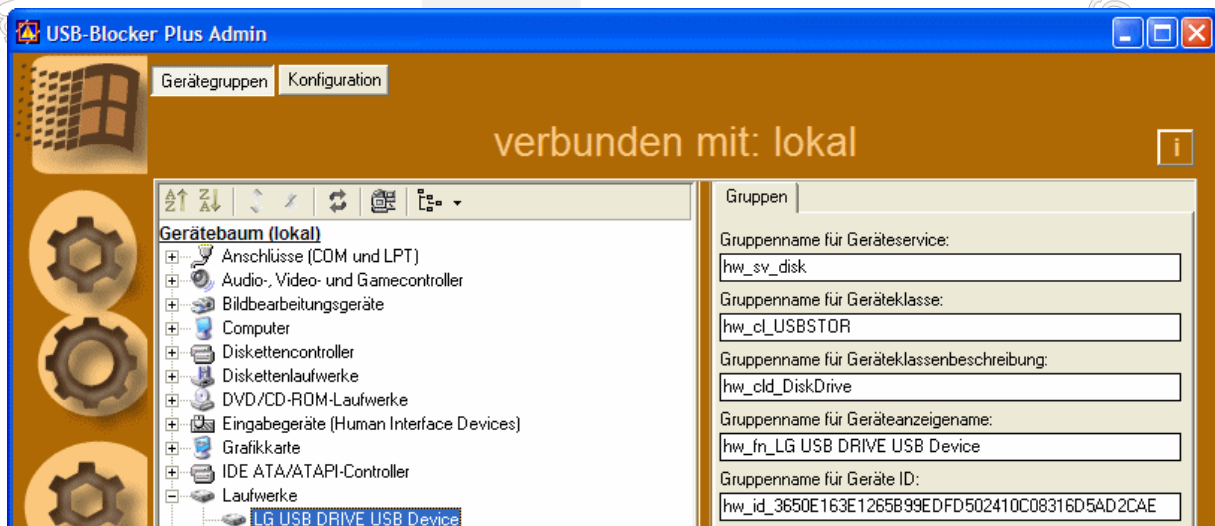 USB-Blocker Plus Admin
Gerätegruppen
Konfiguration
verbunden mit: lokal
i
Gerätebaum (lokal)
Anschlüsse (COM und LPT)
Audio-, Video- und Gamecontroller
Bildbearbeitungsgeräte
Computer
Diskettencontroller
Diskettenlaufwerke
DVD/CD-ROM-Laufwerke
Eingabegeräte (Human Interface Devices)
Grafikkarte
IDE ATA/ATAPI-Controller
Laufwerke
LG USB DRIVE USB Device
Gruppen
Gruppenname für Geräteservice:
hw_sv_disk
Gruppenname für Geräteklasse:
hw_cl_USBSTOR
Gruppenname für Geräteklassenbeschreibung:
hw_cld_DiskDrive
Gruppenname für Geräteanzeigename:
hw_fn_LG USB DRIVE USB Device
Gruppenname für Geräte ID:
hw_id_3650E163E1265B99EDFD502410C08316D5AD2CAE